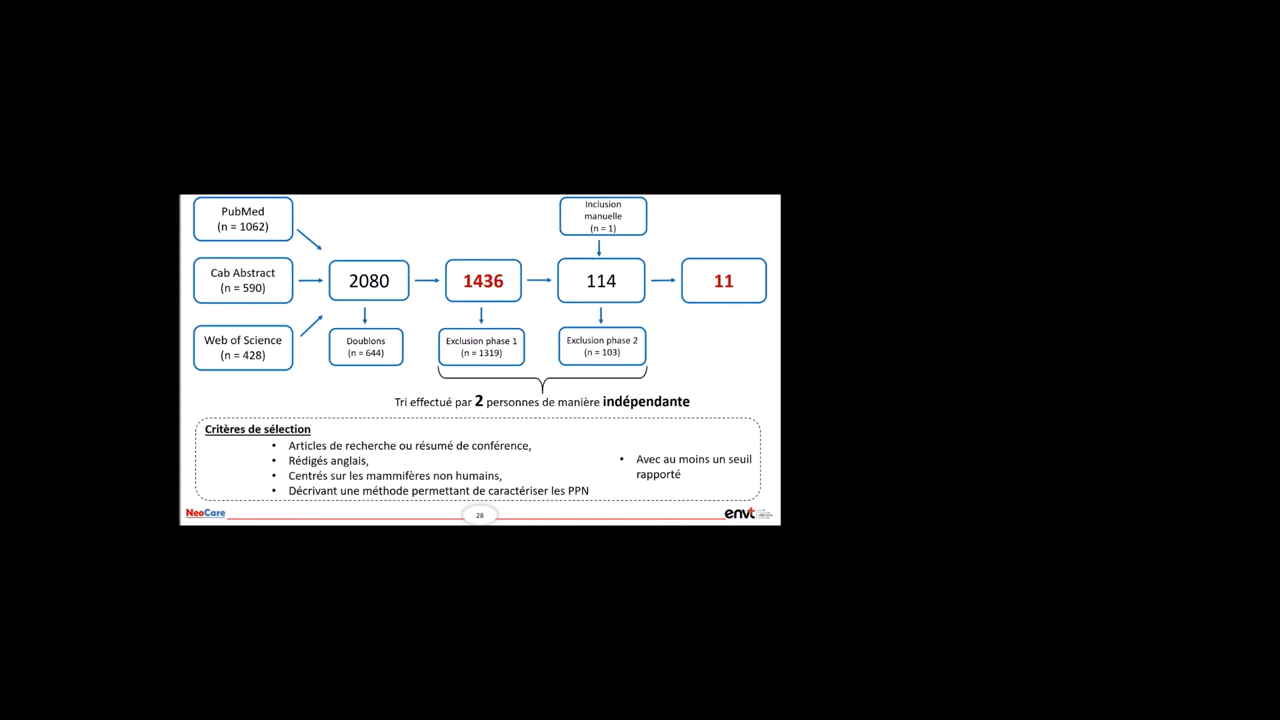 PubMed
(n = 1062)
Inclusion
manuelle
(n = 1)
Cab Abstract
(n = 590)
2080
1436
114
11
Web of Science
(n = 428)
Doublons
(n = 644)
Exclusion phase 1
(n = 1319)
Exclusion phase 2
(n = 103)
Tri effectué par 2 personnes de manière indépendante
Critères de sélection
• Articles de recherche ou résumé de conférence,
• Rédigés anglais,
• Centrés sur les mammifères non humains,
• Décrivant une méthode permettant de caractériser les PPN
• Avec au moins un seuil
rapporté
NeoCare
28
envt